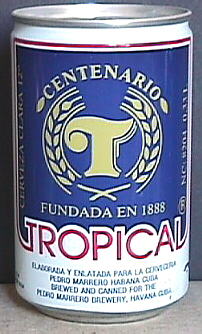 CENTENARIO
T
FUNDADA EN 1888
TROPICAL®
ELABORADA Y ENLATADA PARA LA CERVECERIA
PEDRO MARRERO HABANA CUBA
BREWED AND CANNED FOR THE
PEDRO MARRERO BREWERY, HAVANA CUBA
CERVEZA CLARA 12°